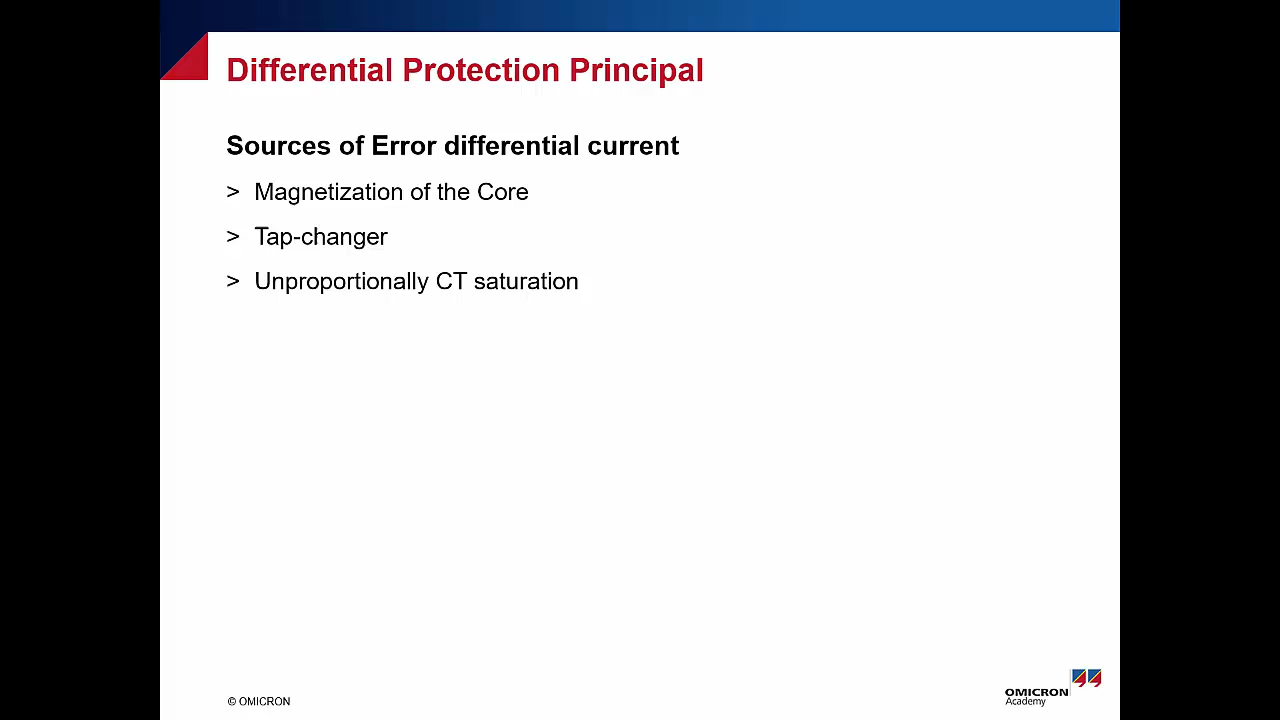 Differential Protection Principal
Sources of Error differential current
> Magnetization of the Core
> Tap-changer
> Unproportionally CT saturation
© OMICRON
OMICRON
Academy